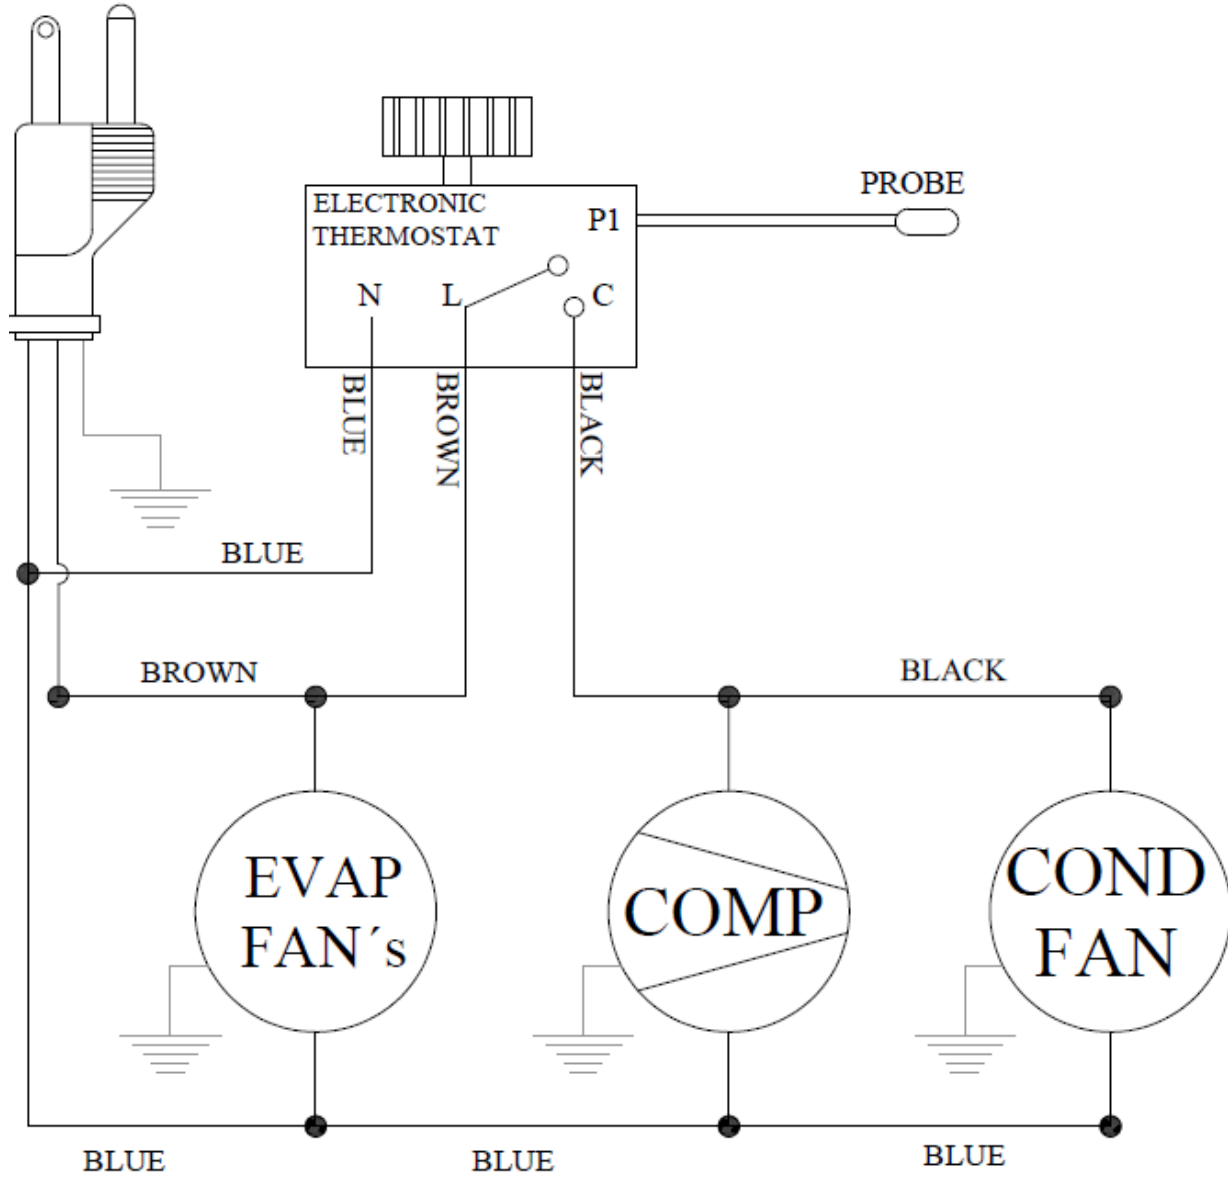 PROBE
ELECTRONIC
THERMOSTAT
P1
N
L
C
BLUE
BROWN
BLACK
BLUE
BROWN
BLACK
EVAP
FAN´s
COMP
COND
FAN
BLUE
BLUE
BLUE